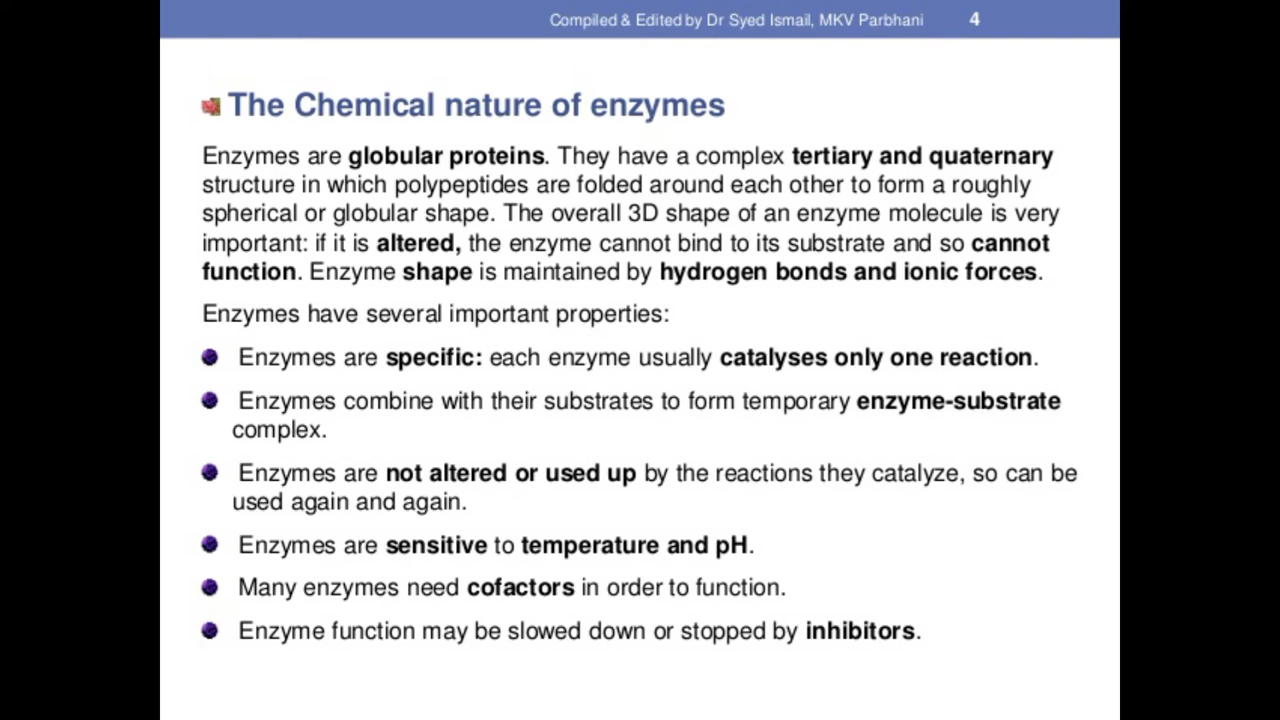 Compiled & Edited by Dr Syed Ismail, MKV Parbhani 4
The Chemical nature of enzymes
Enzymes are globular proteins. They have a complex tertiary and quaternary
structure in which polypeptides are folded around each other to form a roughly
spherical or globular shape. The overall 3D shape of an enzyme molecule is very
important: if it is altered, the enzyme cannot bind to its substrate and so cannot
function. Enzyme shape is maintained by hydrogen bonds and ionic forces.
Enzymes have several important properties:
Enzymes are specific: each enzyme usually catalyses only one reaction.
Enzymes combine with their substrates to form temporary enzyme-substrate
complex.
Enzymes are not altered or used up by the reactions they catalyze, so can be
used again and again.
Enzymes are sensitive to temperature and pH.
Many enzymes need cofactors in order to function.
Enzyme function may be slowed down or stopped by inhibitors.